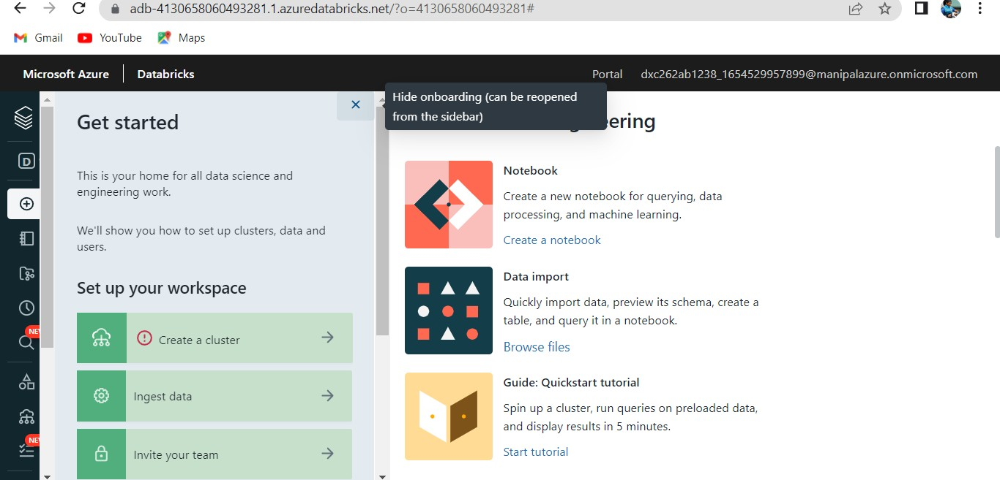 adb-4130658060493281.1.azuredatabricks.net/?o=4130658060493281#
Gmail YouTube Maps
Microsoft Azure Databricks Portal dxc262ab1238_1654529957899@manipalazure.onmicrosoft.com
Hide onboarding (can be reopened
from the sidebar)
Get started
This is your home for all data science and
engineering work.
We'll show you how to set up clusters, data and
users.
Set up your workspace
Create a cluster
Ingest data
Invite your team
D
NEW
NEW
Notebook
Create a new notebook for querying, data
processing, and machine learning.
Create a notebook
Data import
Quickly import data, preview its schema, create a
table, and query it in a notebook.
Browse files
Guide: Quickstart tutorial
Spin up a cluster, run queries on preloaded data,
and display results in 5 minutes.
Start tutorial